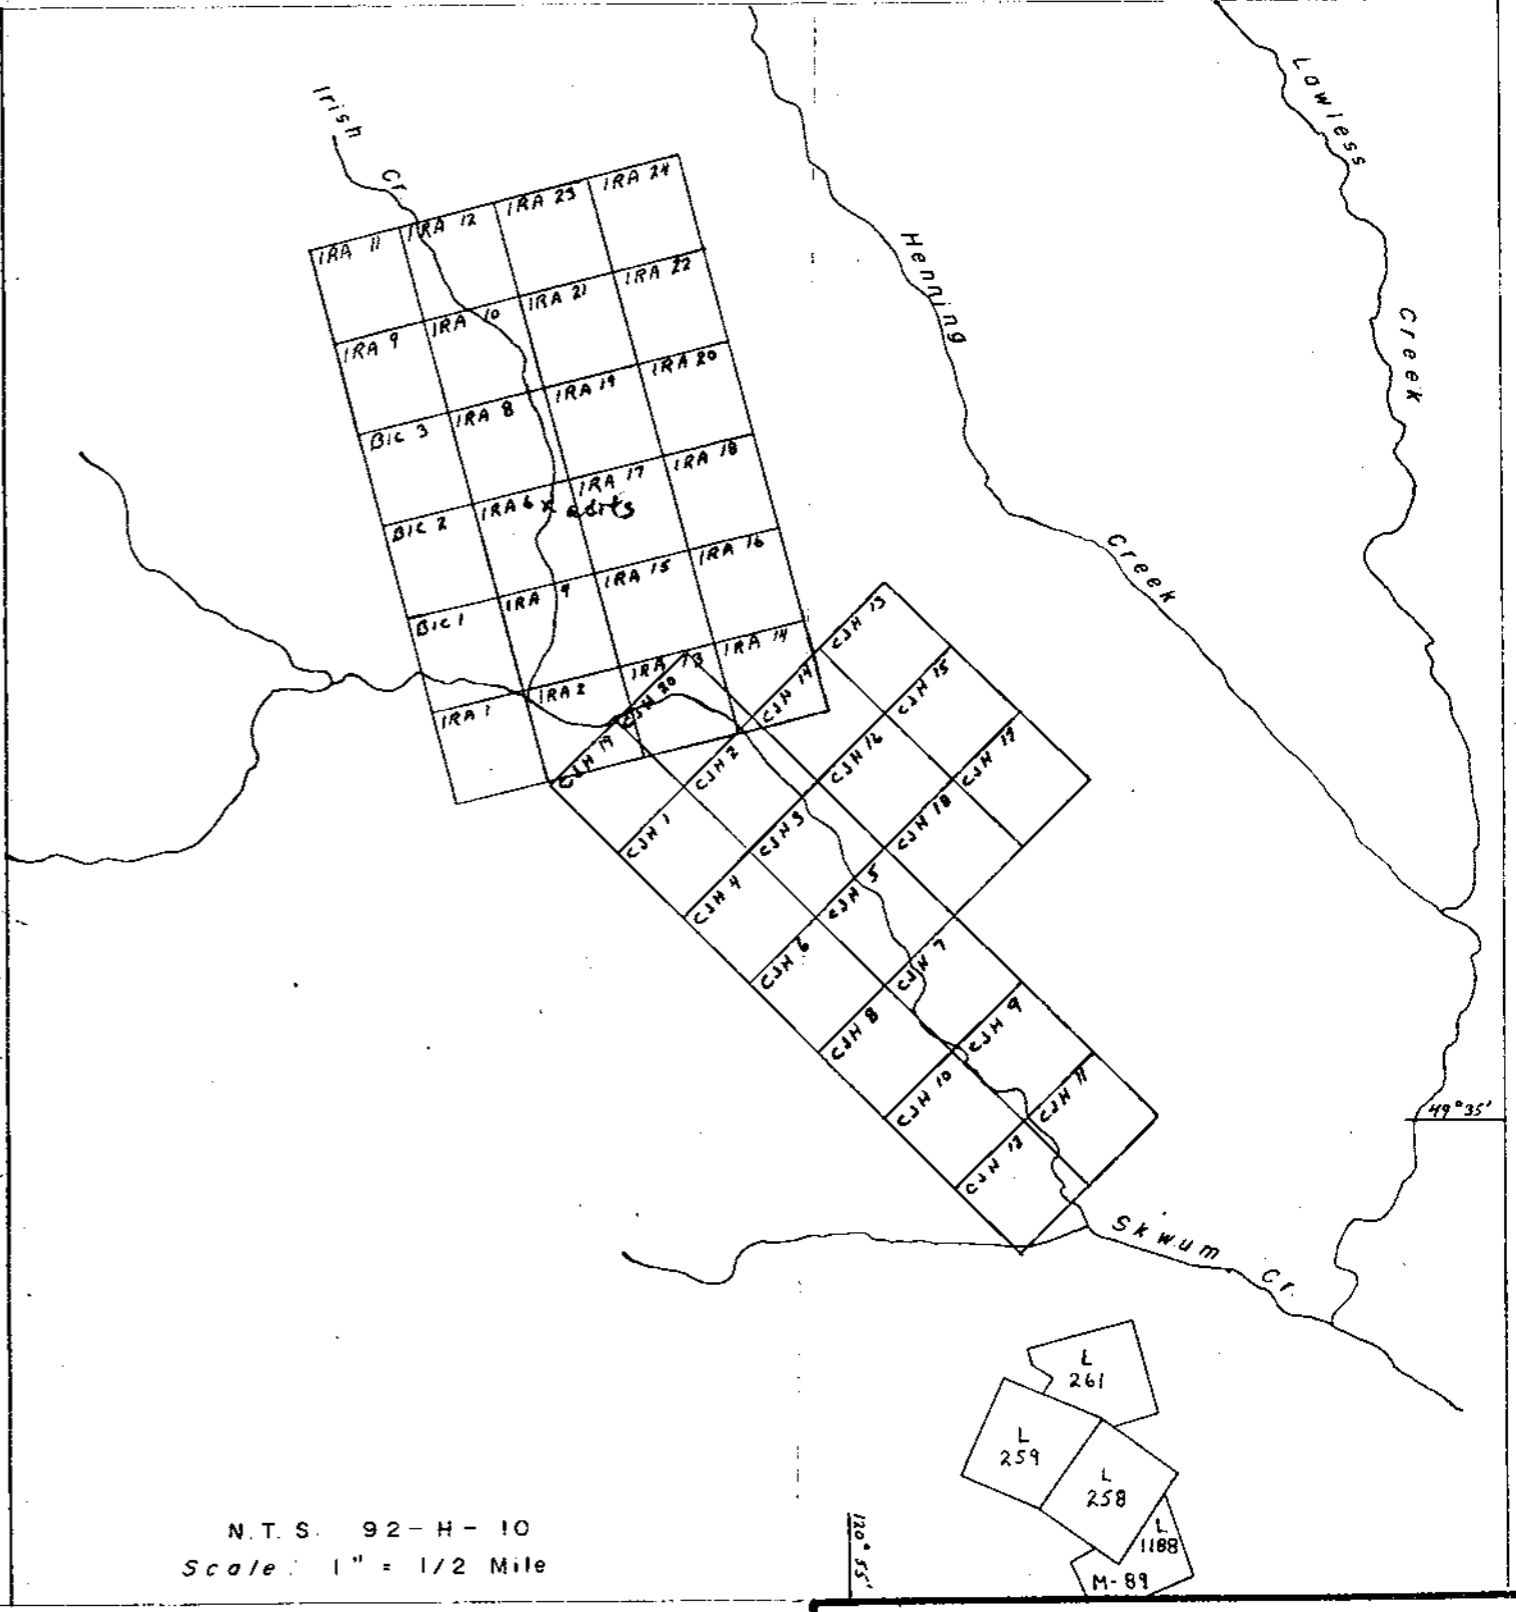 Irish Cr.
Lawless Creek
Henning Creek
IRA 11 IRA 12 IRA 23 IRA 24
IRA 9 IRA 10 IRA 21 IRA 22
BIC 3 IRA 8 IRA 19 IRA 20
BIC 2 IRA 6 x adits IRA 17 IRA 18
BIC 1 IRA 4 IRA 15 IRA 16
IRA 1 IRA 2 IRA 13 IRA 14
CJH 19 CJH 20 CJH 14 CJH 13
CJH 1 CJH 2 CJH 16 CJH 15
CJH 4 CJH 3 CJH 18 CJH 17
CJH 6 CJH 5
CJH 8 CJH 7
CJH 10 CJH 9
CJH 12 CJH 11
49° 35'
Skwum Cr.
L
261
L
259
L
258
L
1188
M-89
120° 55'
N.T.S. 92-H-10
Scale: 1" = 1/2 Mile